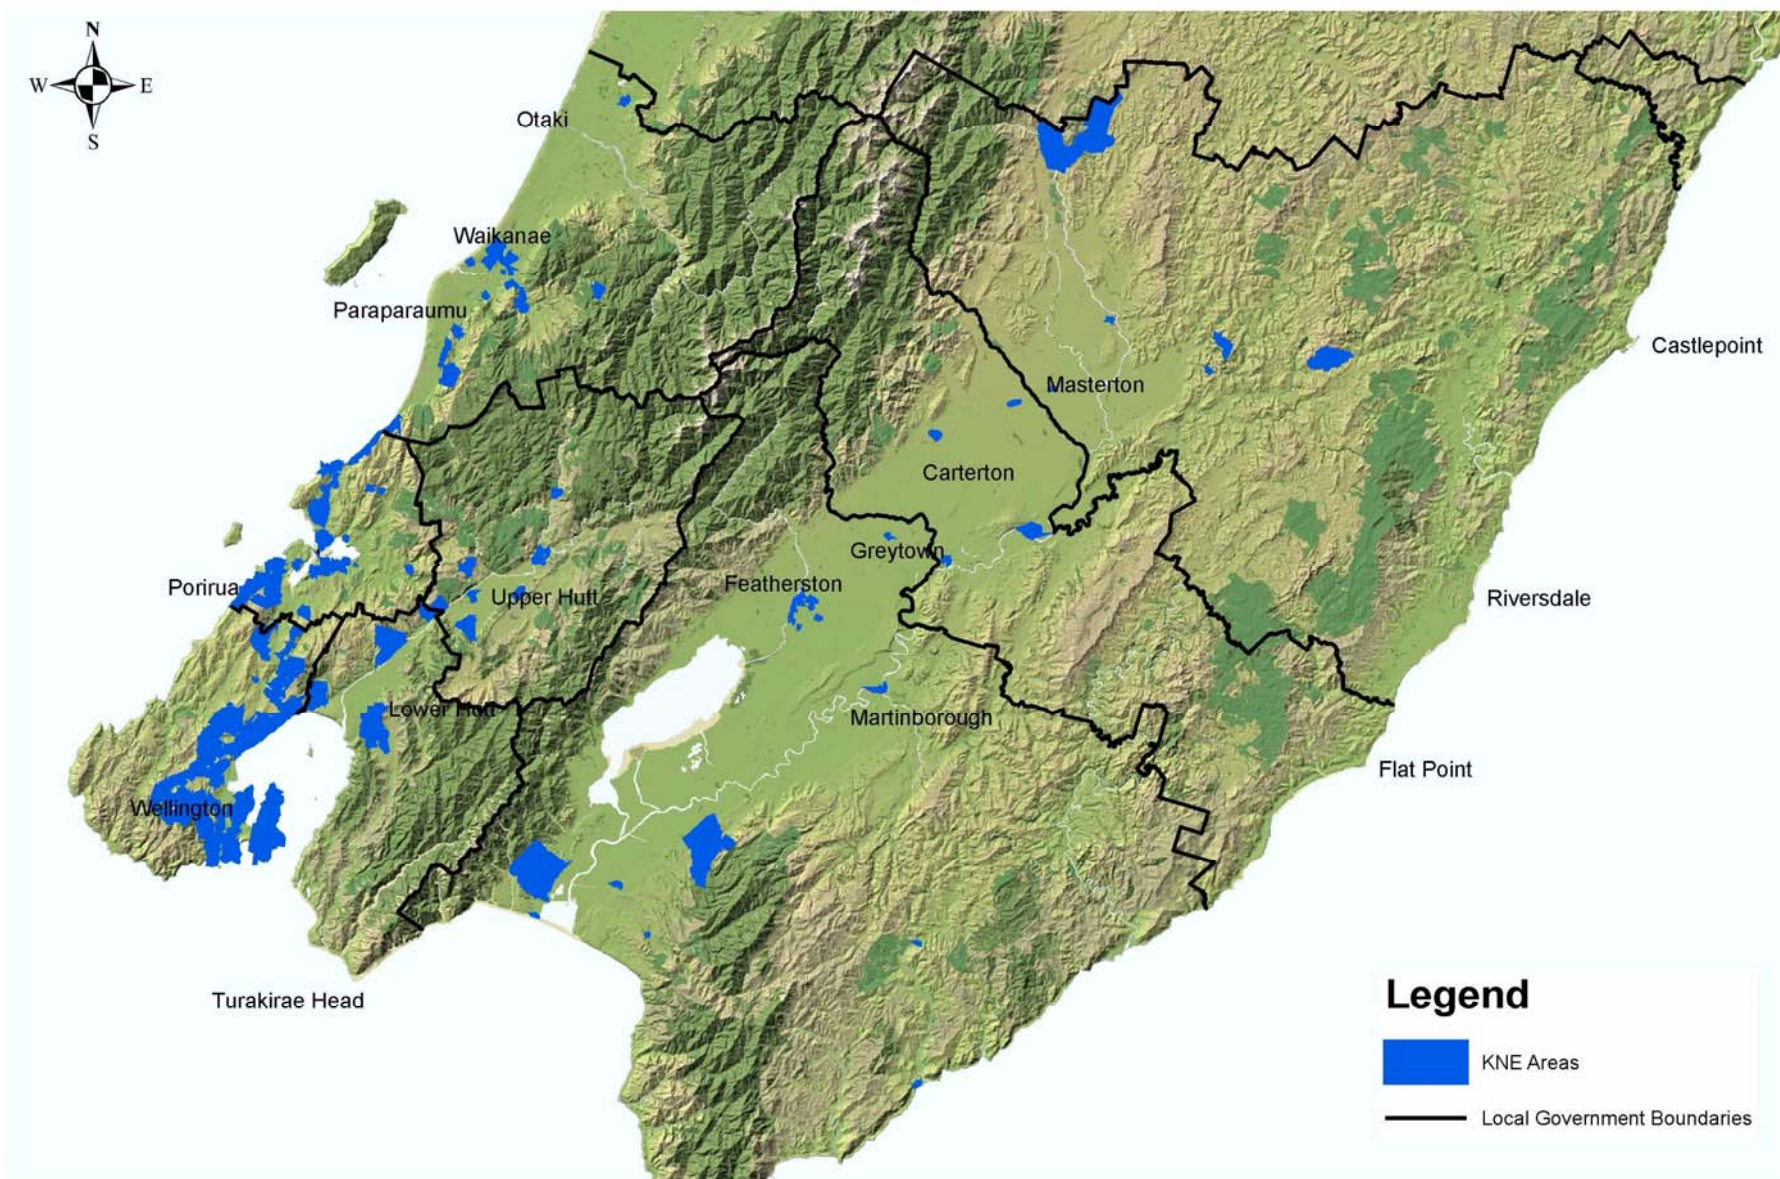 N
W E
S
Otaki
Waikanae
Paraparaumu
Castlepoint
Masterton
Carterton
Greytown
Featherston
Porirua
Upper Hutt
Riversdale
Lower Hutt
Martinborough
Flat Point
Wellington
Turakirae Head
Legend
KNE Areas
Local Government Boundaries